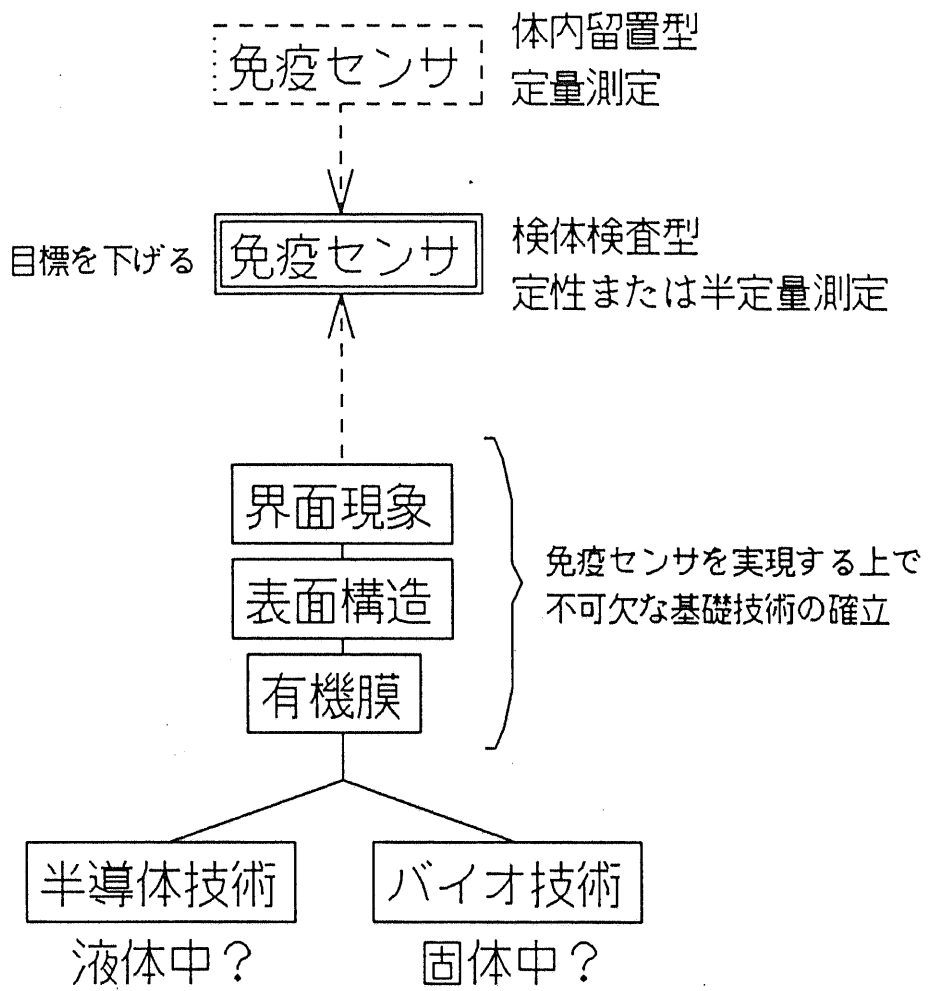 免疫センサ
体内留置型
定量測定
目標を下げる
免疫センサ
検体検査型
定性または半定量測定
界面現象
表面構造
有機膜
免疫センサを実現する上で
不可欠な基礎技術の確立
半導体技術
バイオ技術
液体中?
固体中?